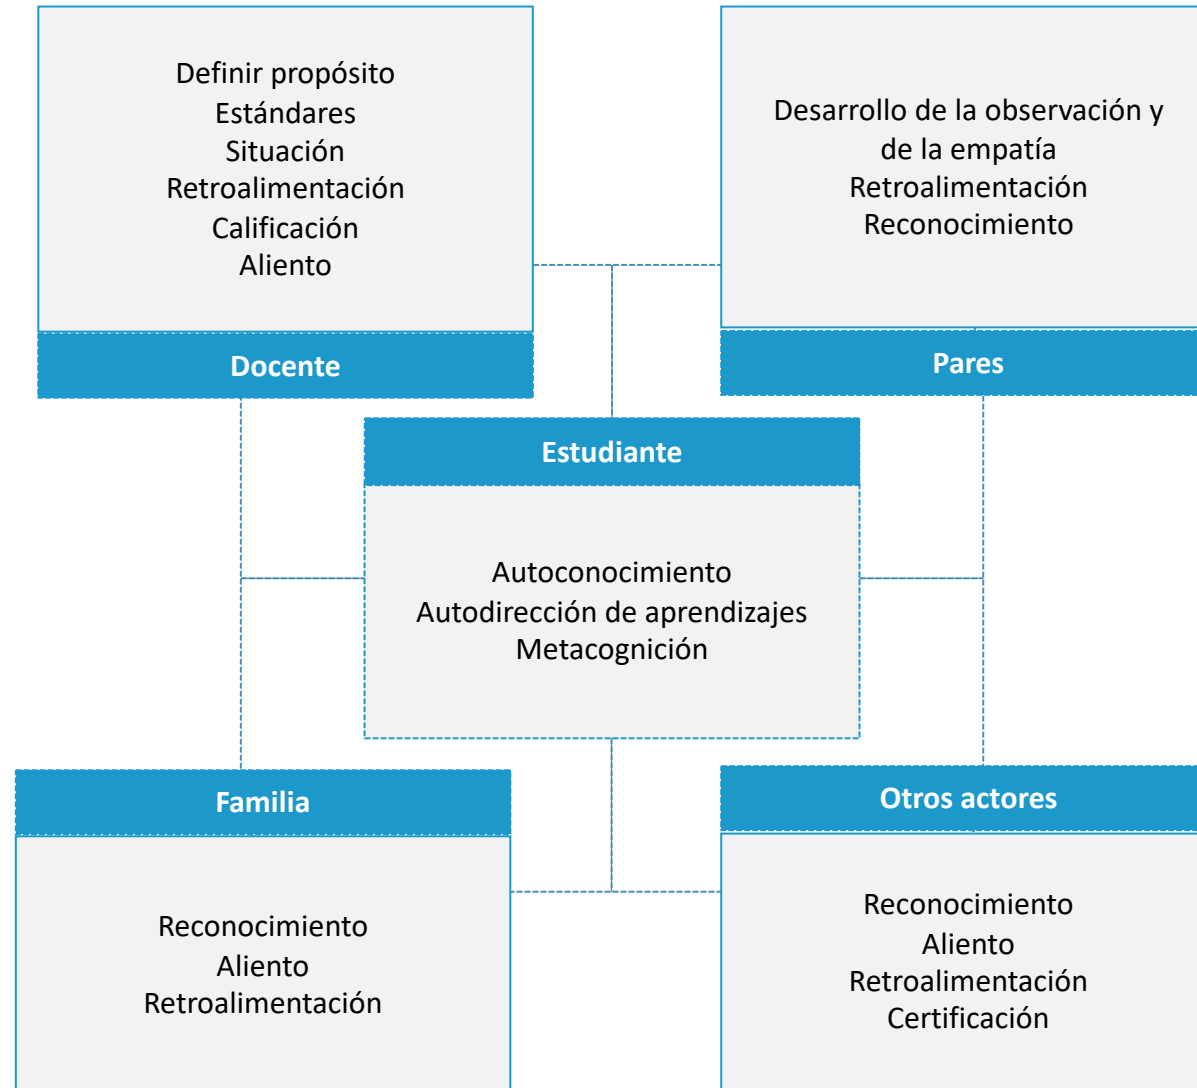 Definir propósito
Estándares
Situación
Retroalimentación
Calificación
Aliento
Docente
Desarrollo de la observación y
de la empatía
Retroalimentación
Reconocimiento
Pares
Estudiante
Autoconocimiento
Autodirección de aprendizajes
Metacognición
Familia
Reconocimiento
Aliento
Retroalimentación
Otros actores
Reconocimiento
Aliento
Retroalimentación
Certificación